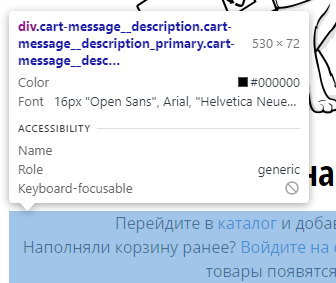 div.cart-message__description.cart-
message__description_primary.cart-
message__desc... 530 × 72
Color #000000
Font 16px "Open Sans", Arial, "Helvetica Neue...
ACCESSIBILITY
Name
Role generic
Keyboard-focusable
Перейдите в каталог и
Наполняли корзину ранее? Войдите на
товары появятся